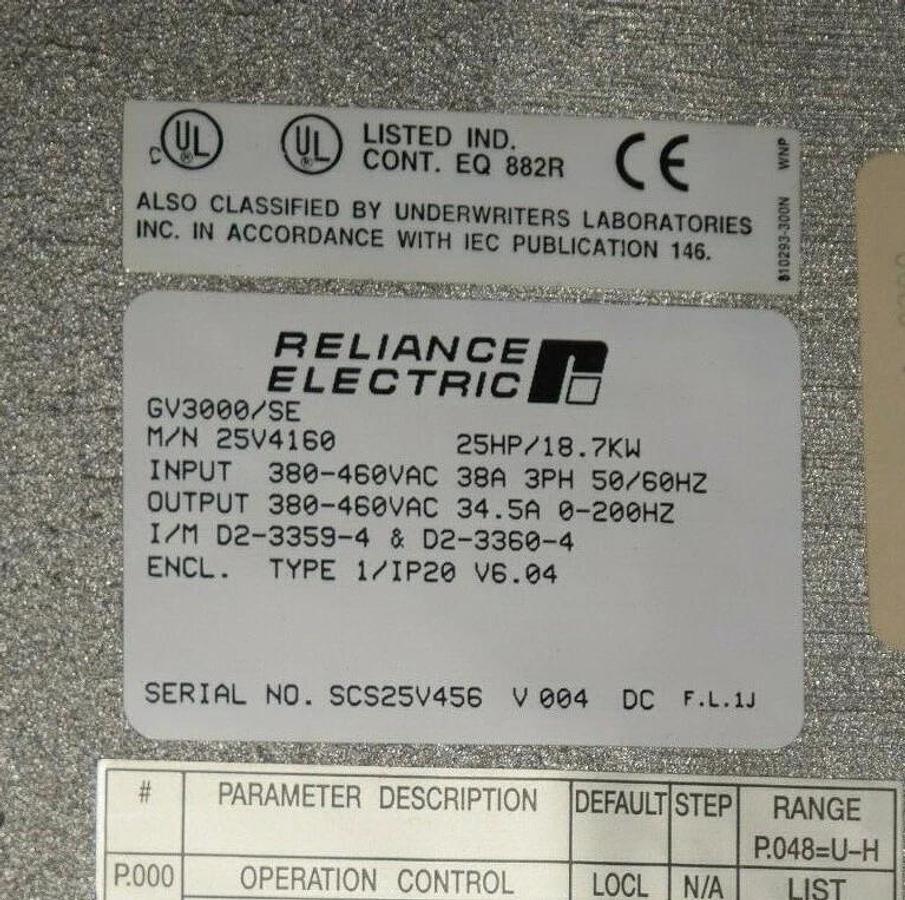 c UL ® UL ® LISTED IND.
CONT. EQ 882R CE
ALSO CLASSIFIED BY UNDERWRITERS LABORATORIES
INC. IN ACCORDANCE WITH IEC PUBLICATION 146.
810293-300N WNP
RELIANCE
ELECTRIC
GV3000/SE
M/N 25V4160 25HP/18.7KW
INPUT 380-460VAC 38A 3PH 50/60HZ
OUTPUT 380-460VAC 34.5A 0-200HZ
I/M D2-3359-4 & D2-3360-4
ENCL. TYPE 1/IP20 V6.04
SERIAL NO. SCS25V456 V 004 DC F.L.1J
# PARAMETER DESCRIPTION DEFAULT STEP RANGE
P.048=U-H
P.000 OPERATION CONTROL LOCL N/A LIST